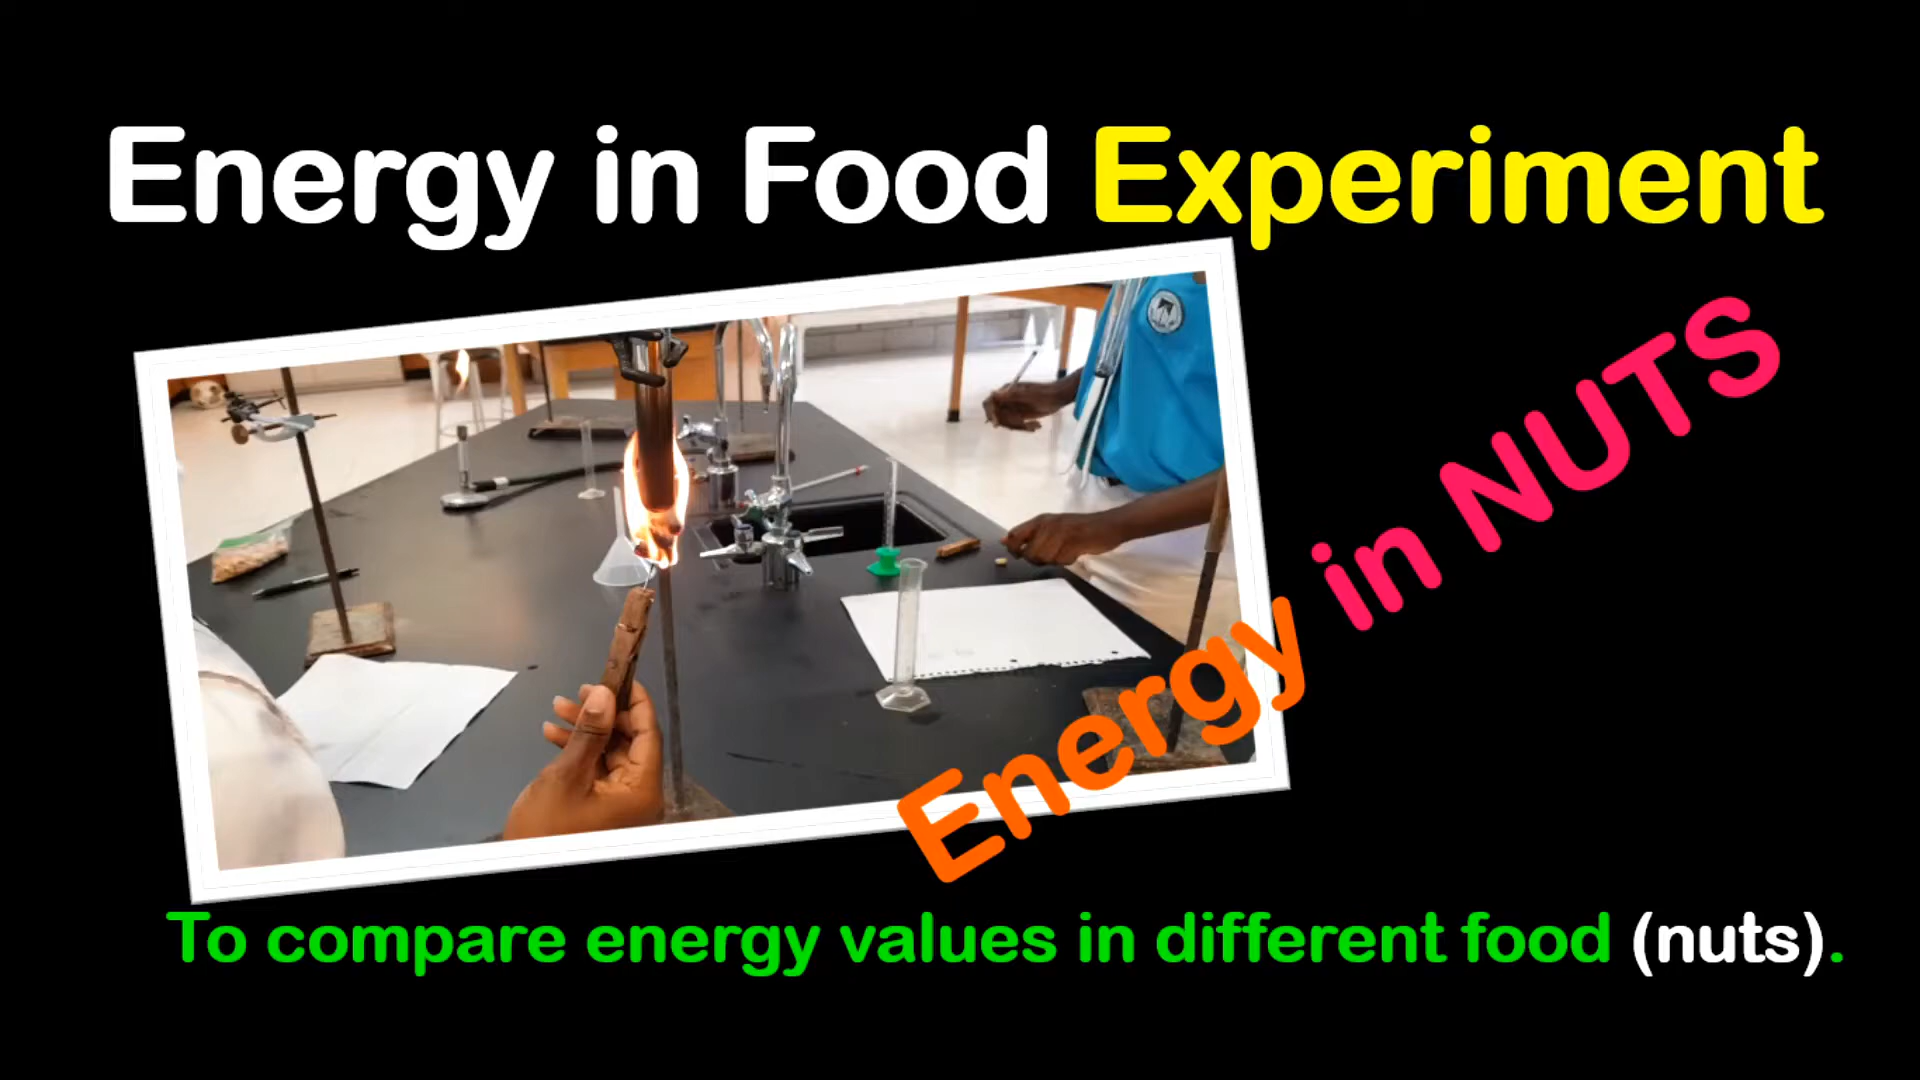 Energy in Food Experiment
Energy in NUTS
To compare energy values in different food (nuts).